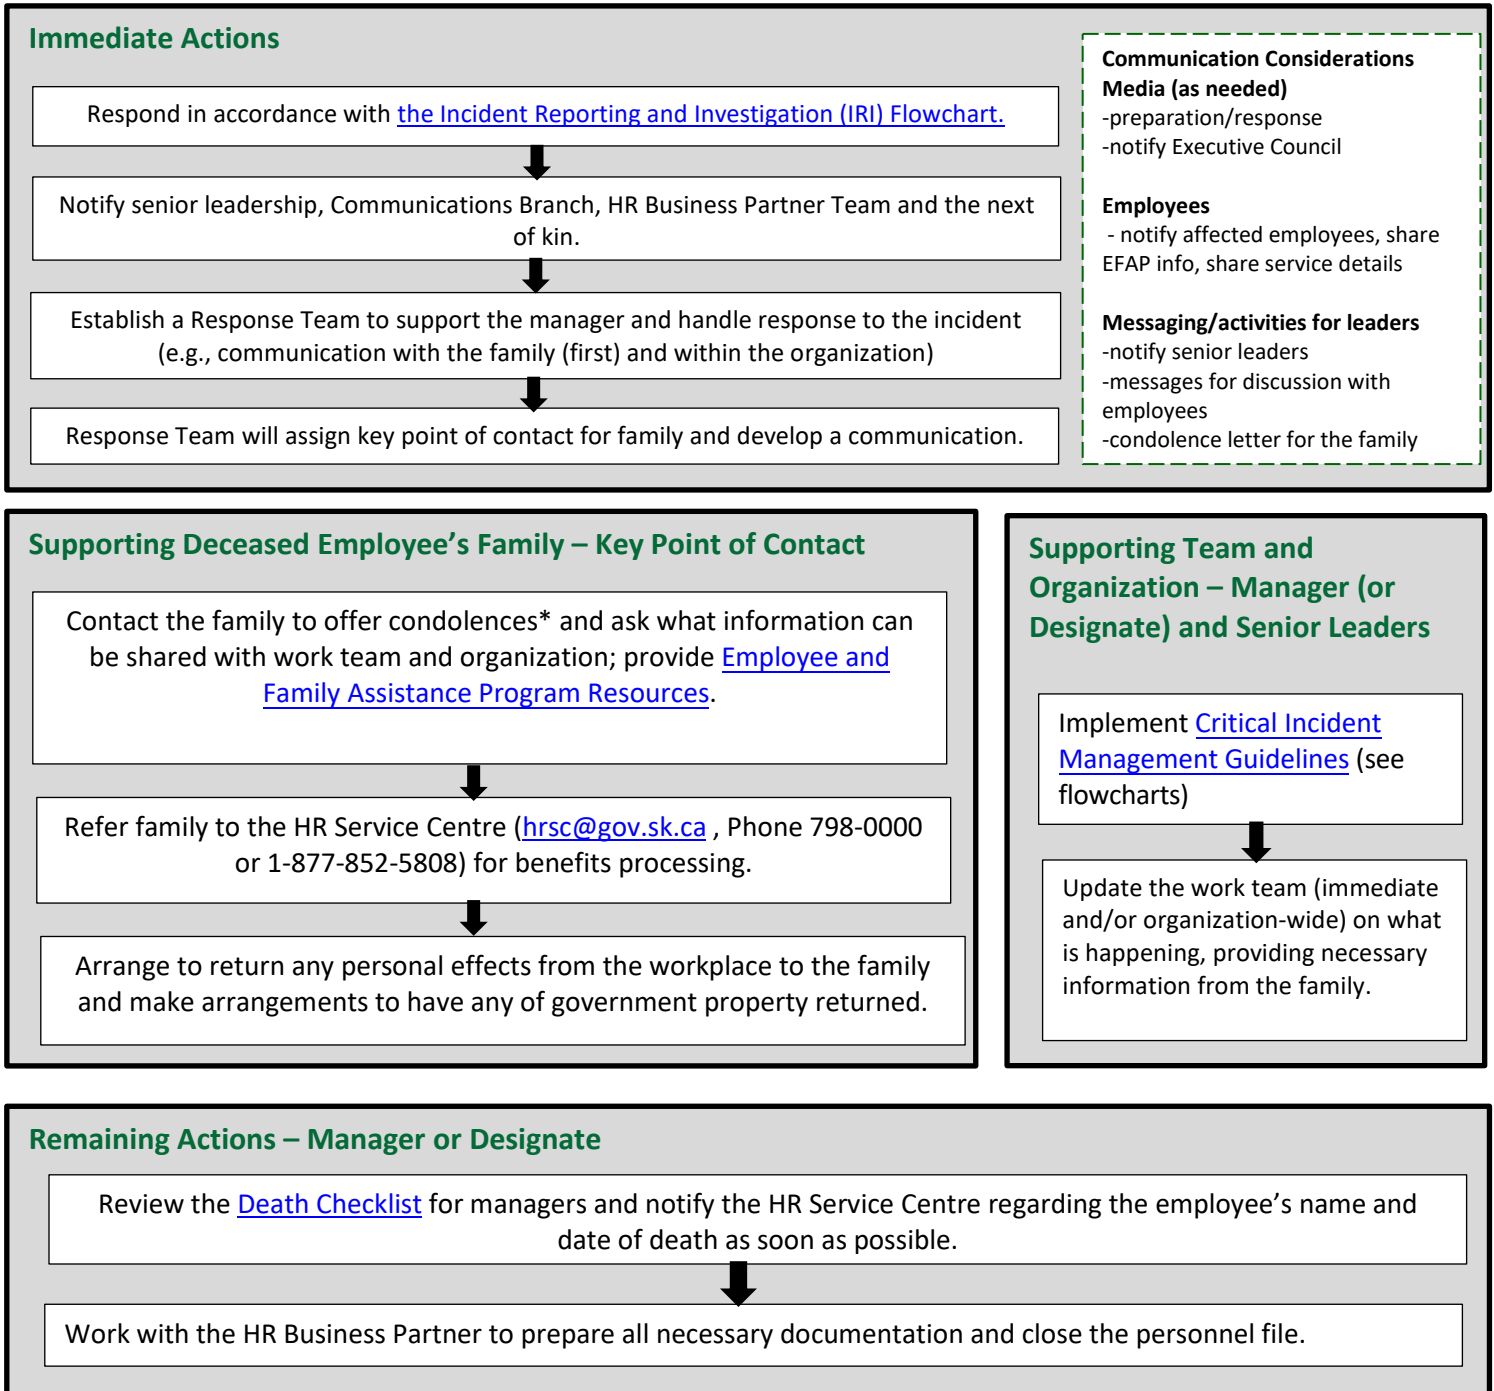 Immediate Actions
Respond in accordance with the Incident Reporting and Investigation (IRI) Flowchart.
Notify senior leadership, Communications Branch, HR Business Partner Team and the next
of kin.
Establish a Response Team to support the manager and handle response to the incident
(e.g., communication with the family (first) and within the organization)
Response Team will assign key point of contact for family and develop a communication.
Communication Considerations
Media (as needed)
-preparation/response
-notify Executive Council
Employees
- notify affected employees, share
EFAP info, share service details
Messaging/activities for leaders
-notify senior leaders
-messages for discussion with
employees
-condolence letter for the family
Supporting Deceased Employee’s Family – Key Point of Contact
Contact the family to offer condolences* and ask what information can
be shared with work team and organization; provide Employee and
Family Assistance Program Resources.
Refer family to the HR Service Centre (hrsc@gov.sk.ca , Phone 798-0000
or 1-877-852-5808) for benefits processing.
Arrange to return any personal effects from the workplace to the family
and make arrangements to have any of government property returned.
Supporting Team and
Organization – Manager (or
Designate) and Senior Leaders
Implement Critical Incident
Management Guidelines (see
flowcharts)
Update the work team (immediate
and/or organization-wide) on what
is happening, providing necessary
information from the family.
Remaining Actions – Manager or Designate
Review the Death Checklist for managers and notify the HR Service Centre regarding the employee’s name and
date of death as soon as possible.
Work with the HR Business Partner to prepare all necessary documentation and close the personnel file.